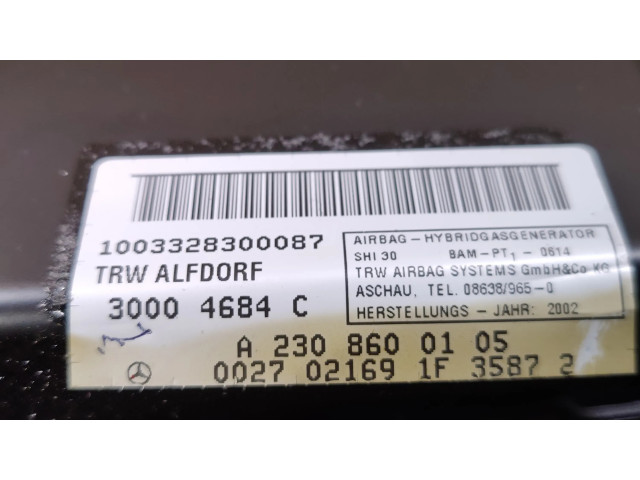 1003328300087
TRW ALFDORF
3000 4684 C
AIRBAG - HYBRIDGASGENERATOR
SHI 30 BAM-PT1 - 0614
TRW AIRBAG SYSTEMS GmbH&Co KG
ASCHAU, TEL. 08638/965-0
HERSTELLUNGS - JAHR: 2002
A 230 860 01 05
0027 02169 1F 3587 2